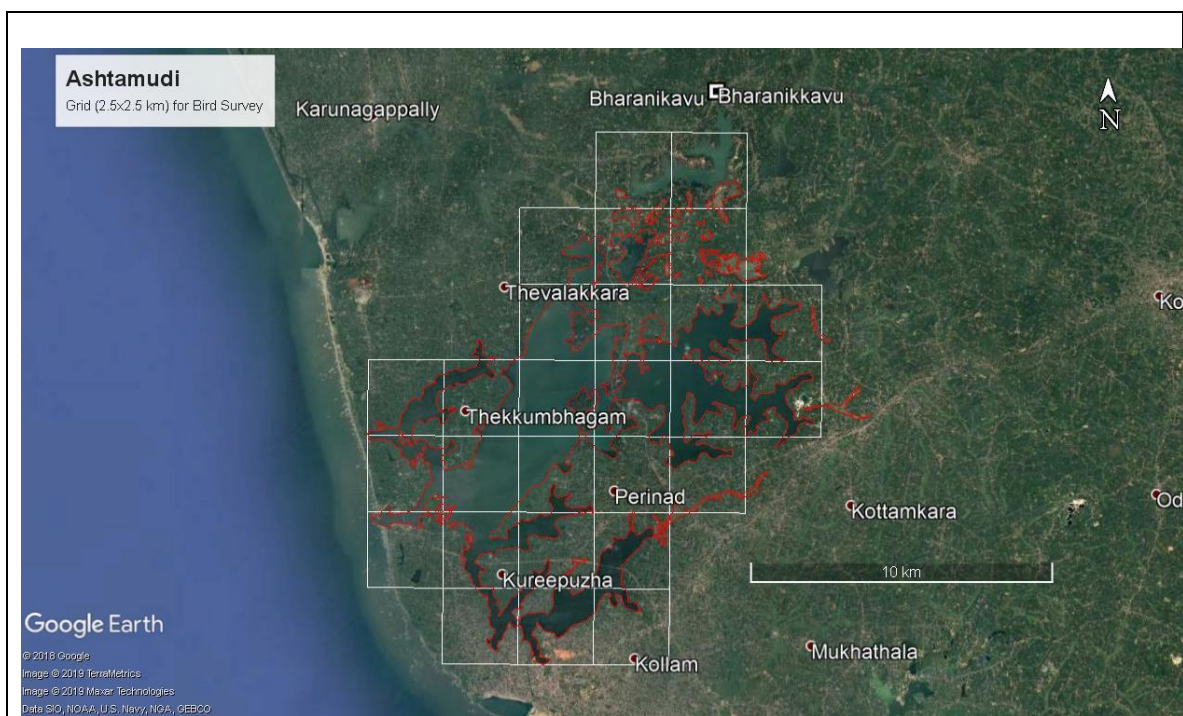 Ashtamudi
Grid (2.5x2.5 km) for Bird Survey
Karunagappally
Bharanikavu
Bharanikkavu
N
Thevalakkara
Ko
Thekkumbhagam
Perinad
Kottamkara
Od
Kureepuzha
10 km
Kollam
Mukhathala
Google Earth
© 2018 Google
Image © 2019 TerraMetrics
Image © 2019 Maxar Technologies
Data SIO, NOAA, U.S. Navy, NGA, GEBCO